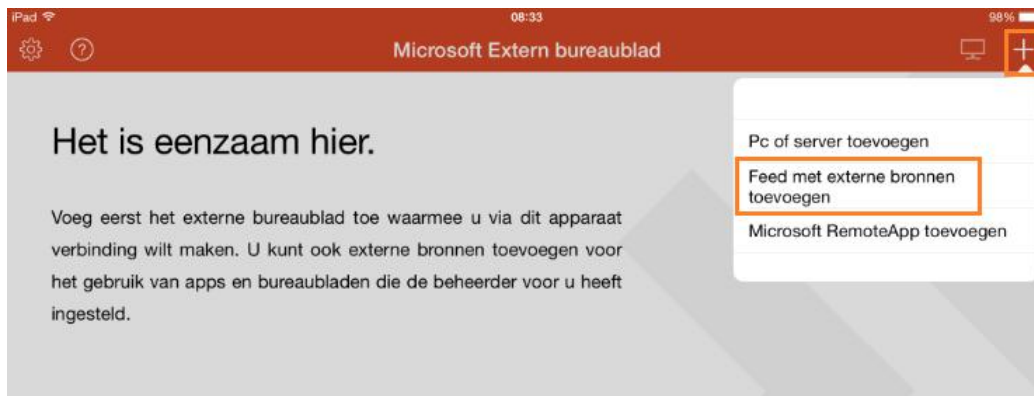 iPad 08:33 98%
Microsoft Extern bureaublad
Het is eenzaam hier.
Voeg eerst het externe bureaublad toe waarmee u via dit apparaat
verbinding wilt maken. U kunt ook externe bronnen toevoegen voor
het gebruik van apps en bureaubladen die de beheerder voor u heeft
ingesteld.
Pc of server toevoegen
Feed met externe bronnen
toevoegen
Microsoft RemoteApp toevoegen